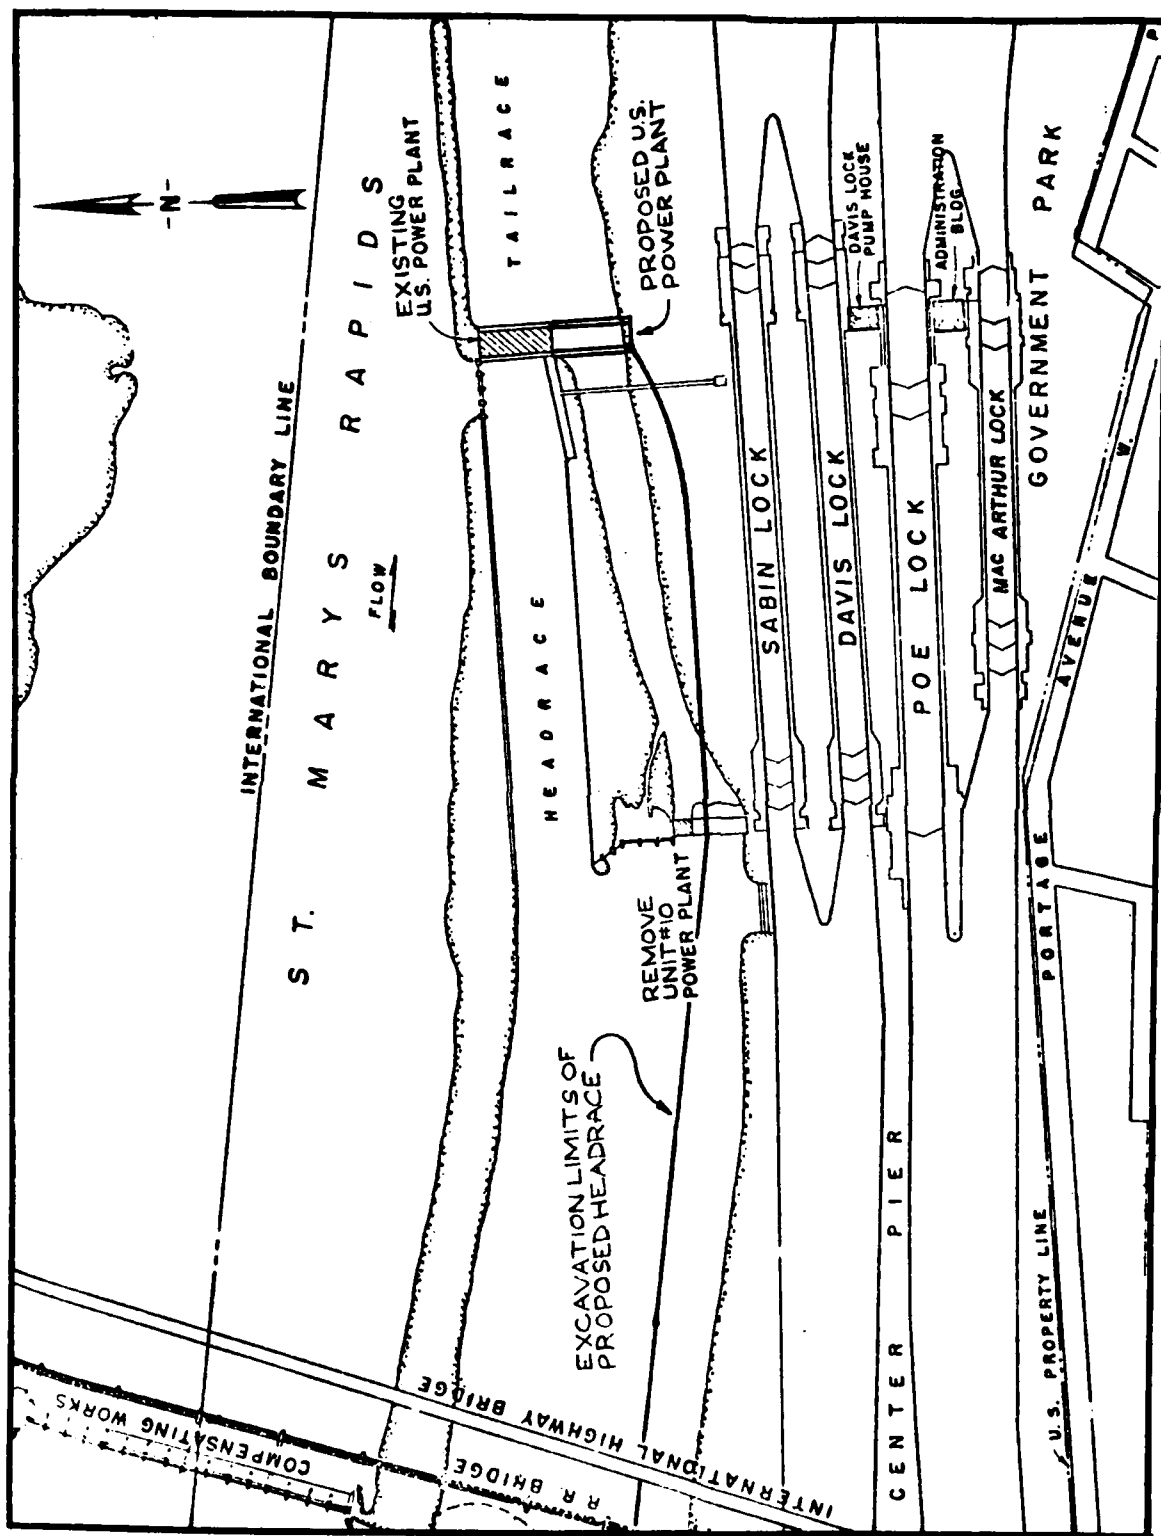 COMPENSATING WORKS
R.R. BRIDGE
INTERNATIONAL HIGHWAY BRIDGE
INTERNATIONAL BOUNDARY LINE
-N-
ST. MARYS RAPIDS
FLOW
EXISTING
U.S. POWER PLANT
TAILRACE
HEADRACE
PROPOSED U.S.
POWER PLANT
REMOVE
UNIT #10
POWER PLANT
EXCAVATION LIMITS OF
PROPOSED HEADRACE
SABIN LOCK
DAVIS LOCK
DAVIS LOCK
PUMP HOUSE
POE LOCK
ADMINISTRATION
BLDG
MAC ARTHUR LOCK
CENTER PIER
GOVERNMENT PARK
U.S. PROPERTY LINE
PORTAGE AVENUE W.
P